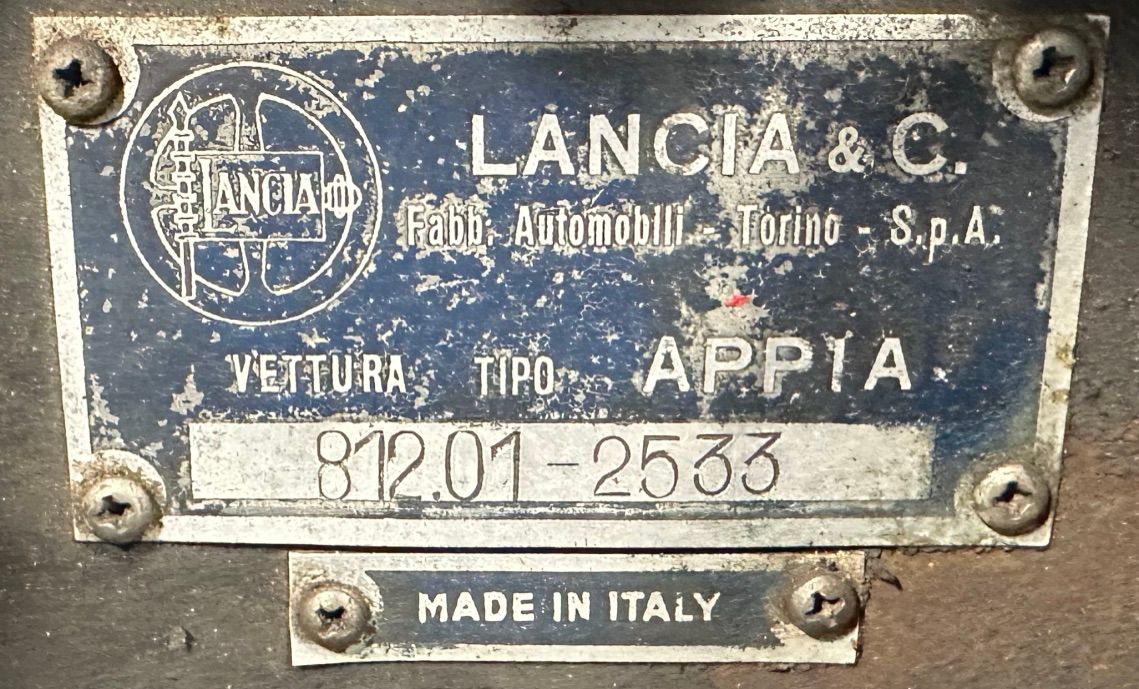 LANCIA
LANCIA & C.
Fabb. Automobili - Torino - S.p.A.
VETTURA TIPO APPIA
812.01-2533
MADE IN ITALY